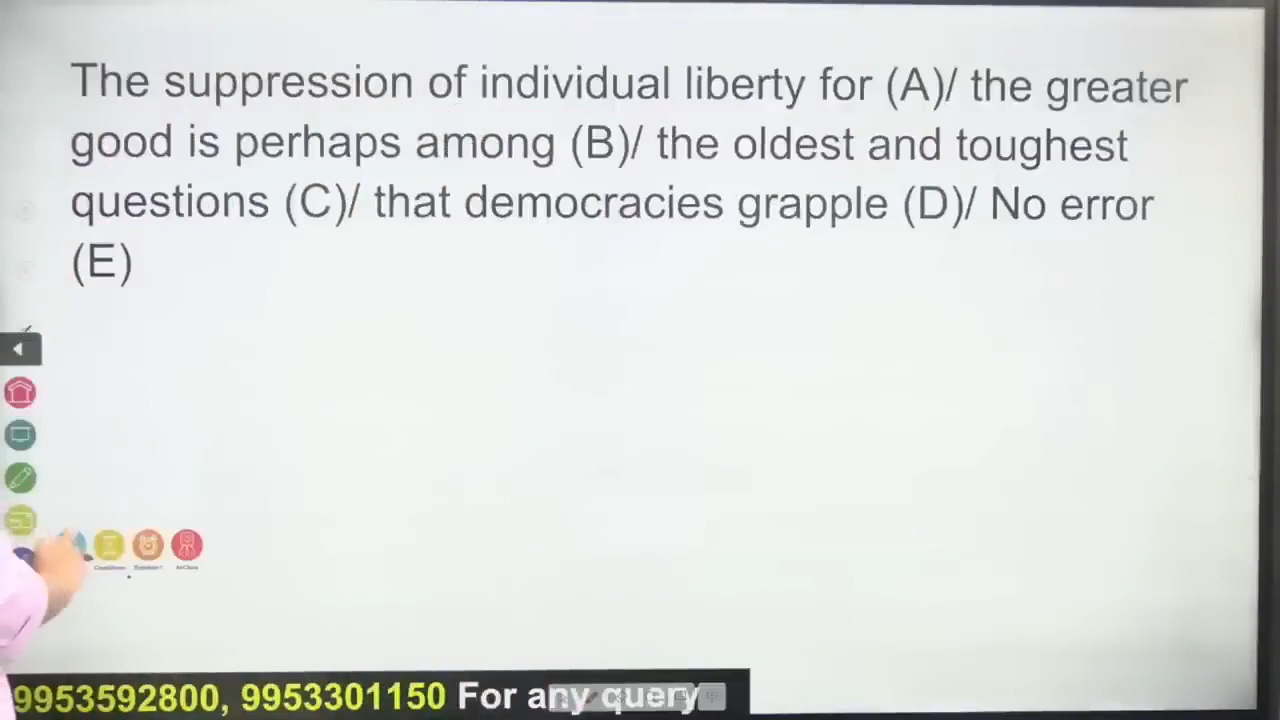 The suppression of individual liberty for (A)/ the greater
good is perhaps among (B)/ the oldest and toughest
questions (C)/ that democracies grapple (D)/ No error
(E)
9953592800, 9953301150 For any query